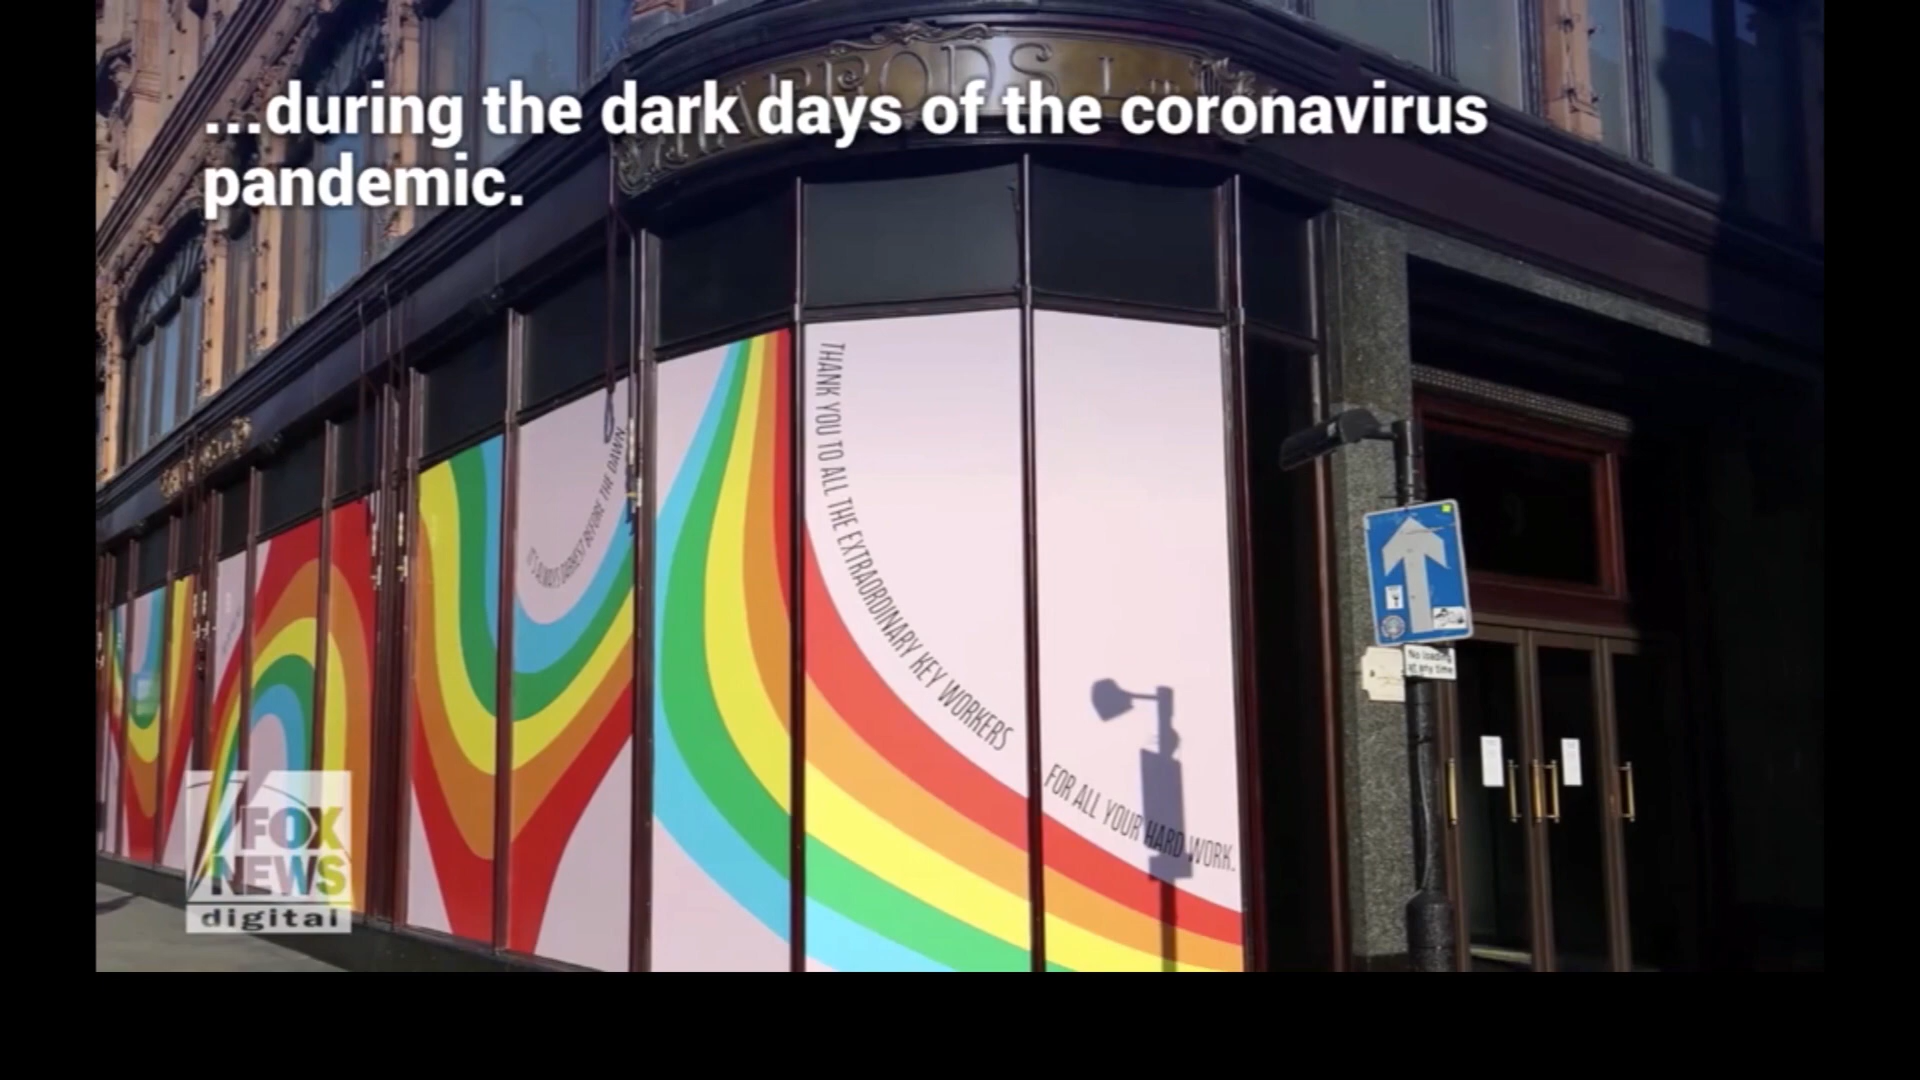 ...during the dark days of the coronavirus
pandemic.
HARRODS
IT'S ALWAYS DARKEST BEFORE THE DAWN
THANK YOU TO ALL THE EXTRAORDINARY KEY WORKERS
FOR ALL YOUR HARD WORK.
No loading
at any time
FOX
NEWS
digital